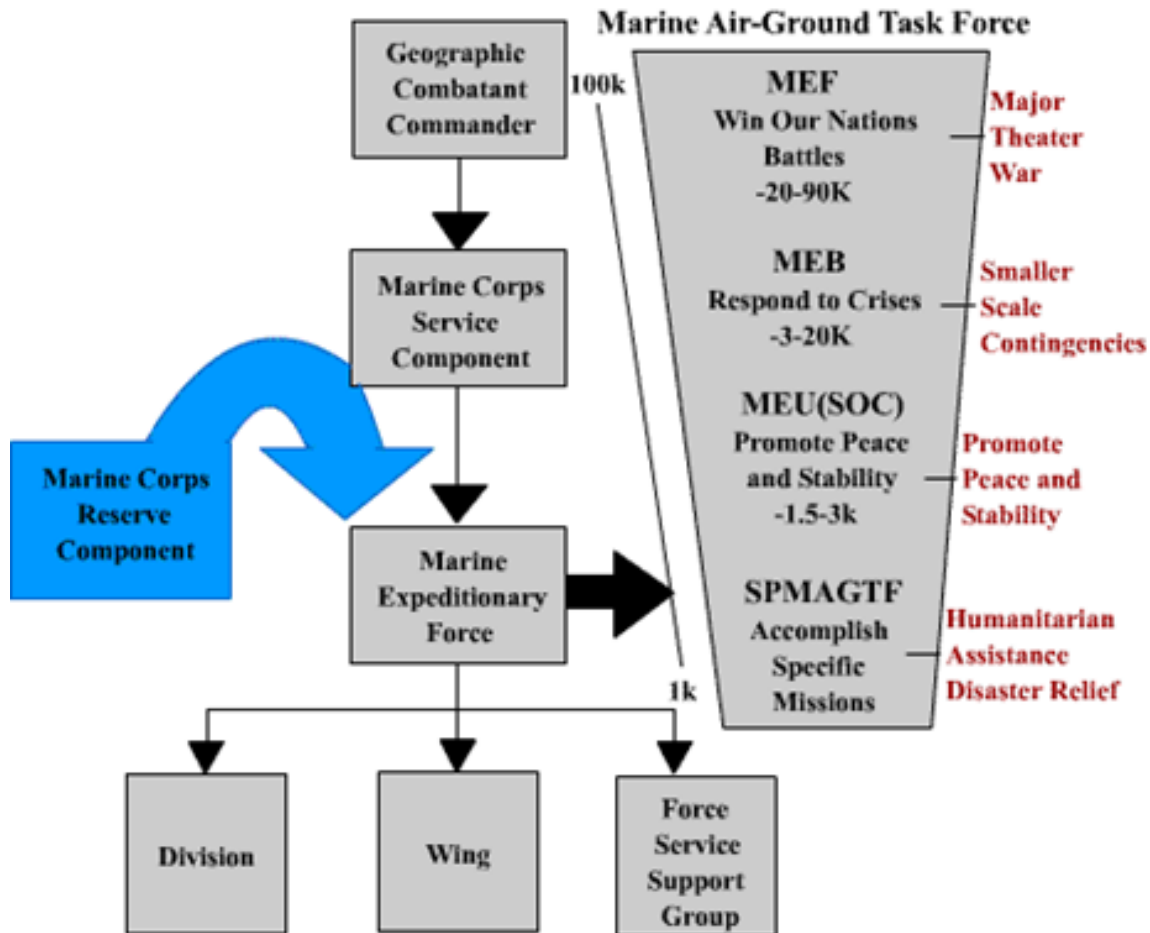 Marine Air-Ground Task Force
Geographic
Combatant
Commander
Marine Corps
Service
Component
Marine Corps
Reserve
Component
Marine
Expeditionary
Force
Division
Wing
Force
Service
Support
Group
100k
1k
MEF
Win Our Nations
Battles
-20-90K
Major
Theater
War
MEB
Respond to Crises
-3-20K
Smaller
Scale
Contingencies
MEU(SOC)
Promote Peace
and Stability
-1.5-3k
Promote
Peace and
Stability
SPMAGTF
Accomplish
Specific
Missions
Humanitarian
Assistance
Disaster Relief